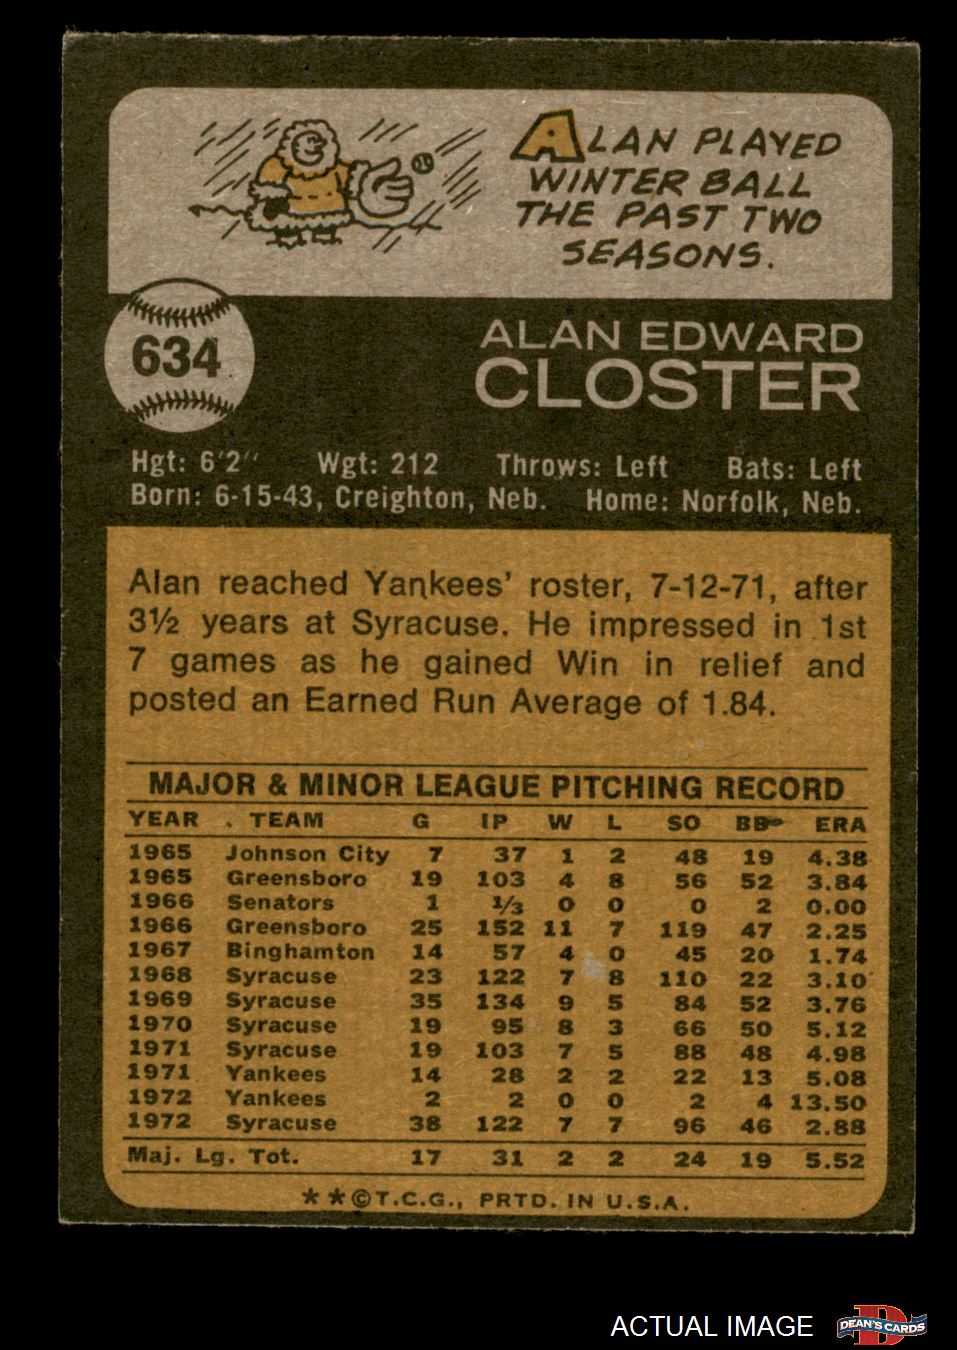 ALAN PLAYED
WINTER BALL
THE PAST TWO
SEASONS.
634
ALAN EDWARD
CLOSTER
Hgt: 6'2" Wgt: 212 Throws: Left Bats: Left
Born: 6-15-43, Creighton, Neb. Home: Norfolk, Neb.
Alan reached Yankees' roster, 7-12-71, after
3½ years at Syracuse. He impressed in 1st
7 games as he gained Win in relief and
posted an Earned Run Average of 1.84.
MAJOR & MINOR LEAGUE PITCHING RECORD
YEAR TEAM G IP W L SO BB ERA
1965 Johnson City 7 37 1 2 48 19 4.38
1965 Greensboro 19 103 4 8 56 52 3.84
1966 Senators 1 1/3 0 0 0 2 0.00
1966 Greensboro 25 152 11 7 119 47 2.25
1967 Binghamton 14 57 4 0 45 20 1.74
1968 Syracuse 23 122 7 8 110 22 3.10
1969 Syracuse 35 134 9 5 84 52 3.76
1970 Syracuse 19 95 8 3 66 50 5.12
1971 Syracuse 19 103 7 5 88 48 4.98
1971 Yankees 14 28 2 2 22 13 5.08
1972 Yankees 2 2 0 0 2 4 13.50
1972 Syracuse 38 122 7 7 96 46 2.88
Maj. Lg. Tot. 17 31 2 2 24 19 5.52
**©T.C.G., PRTD. IN U.S.A.
ACTUAL IMAGE
D
DEAN'S CARDS